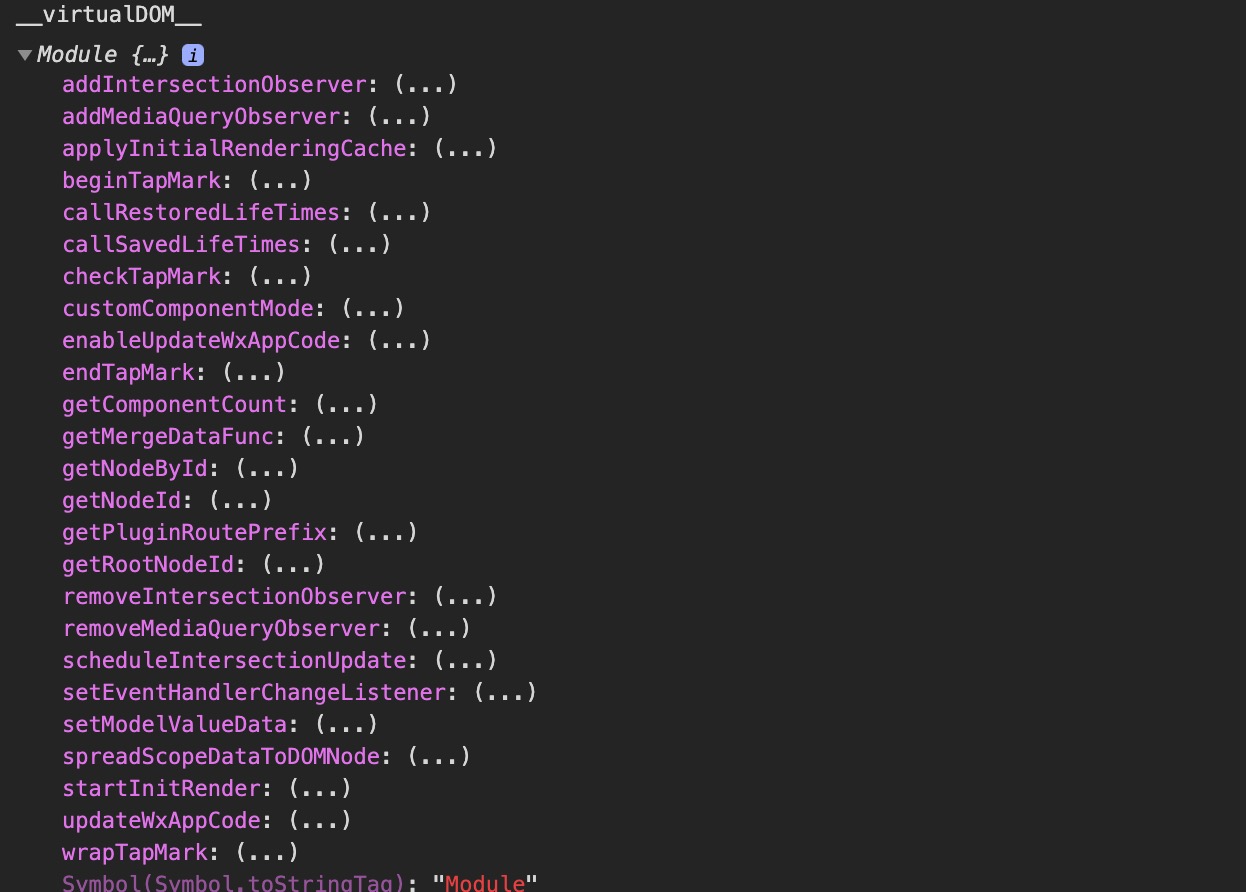 __virtualDOM__
Module {…} i
addIntersectionObserver: (...)
addMediaQueryObserver: (...)
applyInitialRenderingCache: (...)
beginTapMark: (...)
callRestoredLifeTimes: (...)
callSavedLifeTimes: (...)
checkTapMark: (...)
customComponentMode: (...)
enableUpdateWxAppCode: (...)
endTapMark: (...)
getComponentCount: (...)
getMergeDataFunc: (...)
getNodeById: (...)
getNodeId: (...)
getPluginRoutePrefix: (...)
getRootNodeId: (...)
removeIntersectionObserver: (...)
removeMediaQueryObserver: (...)
scheduleIntersectionUpdate: (...)
setEventHandlerChangeListener: (...)
setModelValueData: (...)
spreadScopeDataToDOMNode: (...)
startInitRender: (...)
updateWxAppCode: (...)
wrapTapMark: (...)
Symbol(Symbol.toStringTag): "Module"